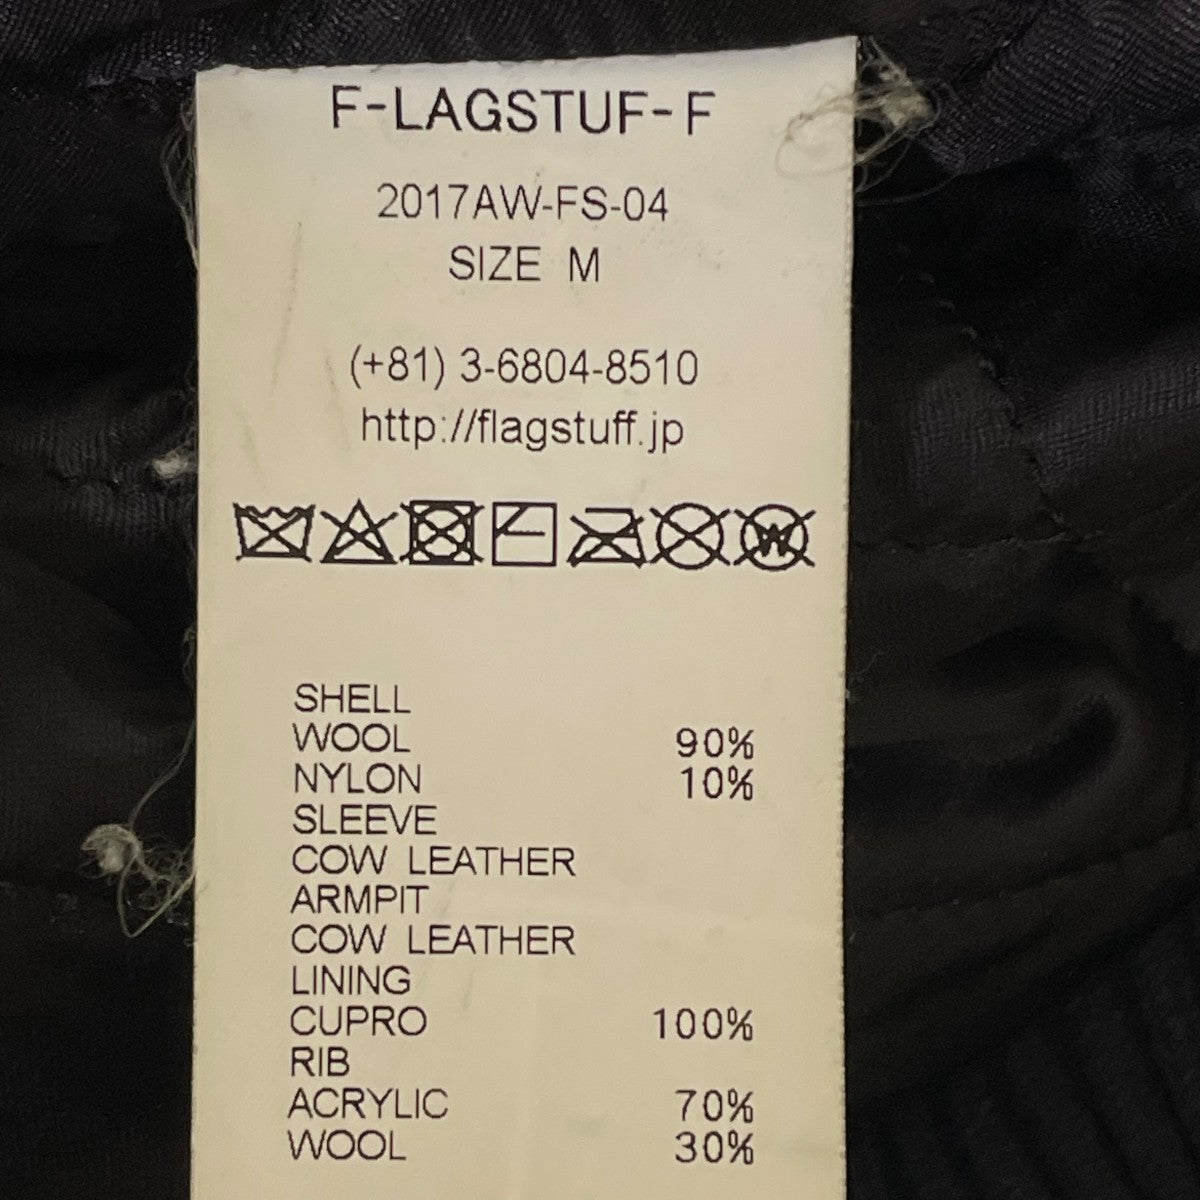 F-LAGSTUF-F
2017AW-FS-04
SIZE M
(+81) 3-6804-8510
http://flagstuff.jp
W
SHELL
WOOL 90%
NYLON 10%
SLEEVE
COW LEATHER
ARMPIT
COW LEATHER
LINING
CUPRO 100%
RIB
ACRYLIC 70%
WOOL 30%